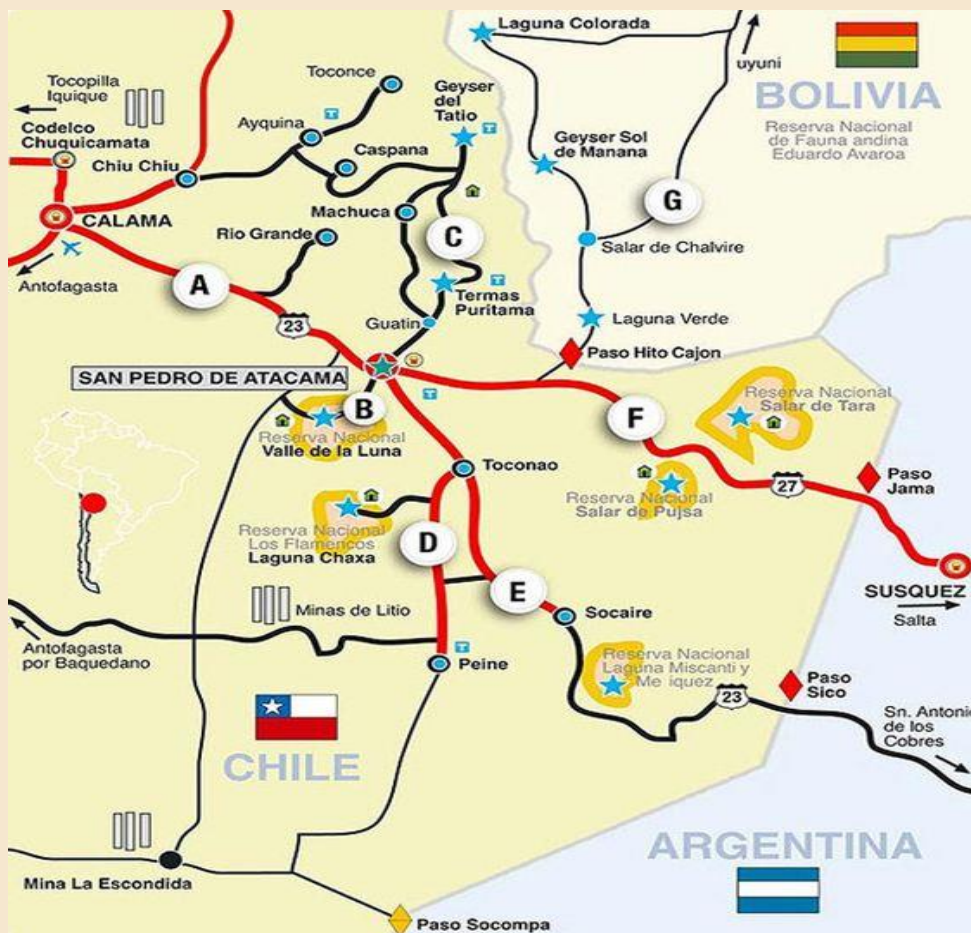 Laguna Colorada
uyuni
BOLIVIA
Reserva Nacional
de Fauna andina
Eduardo Avaroa
Tocopilla
Iquique
Toconce
Geyser
del
Tatio
T
T
Codelco
Chuquicamata
Ayquina
Caspana
Geyser Sol
de Manana
Chiu Chiu
Machuca
G
CALAMA
Rio Grande
C
Salar de Chalvire
Antofagasta
A
T
Termas
Puritama
23
Guatin
Laguna Verde
Paso Hito Cajon
SAN PEDRO DE ATACAMA
T
B
F
Reserva Nacional
Salar de Tara
Reserva Nacional
Valle de la Luna
Toconao
27
Paso
Jama
Reserva Nacional
Salar de Pujsa
Reserva Nacional
Los Flamencos
Laguna Chaxa
D
E
SUSQUEZ
Salta
Minas de Litio
Socaire
Antofagasta
por Baquedano
T
Peine
Reserva Nacional
Laguna Miscanti y
Me iquez
Paso
Sico
23
Sn. Antonio
de los
Cobres
CHILE
ARGENTINA
Mina La Escondida
Paso Socompa